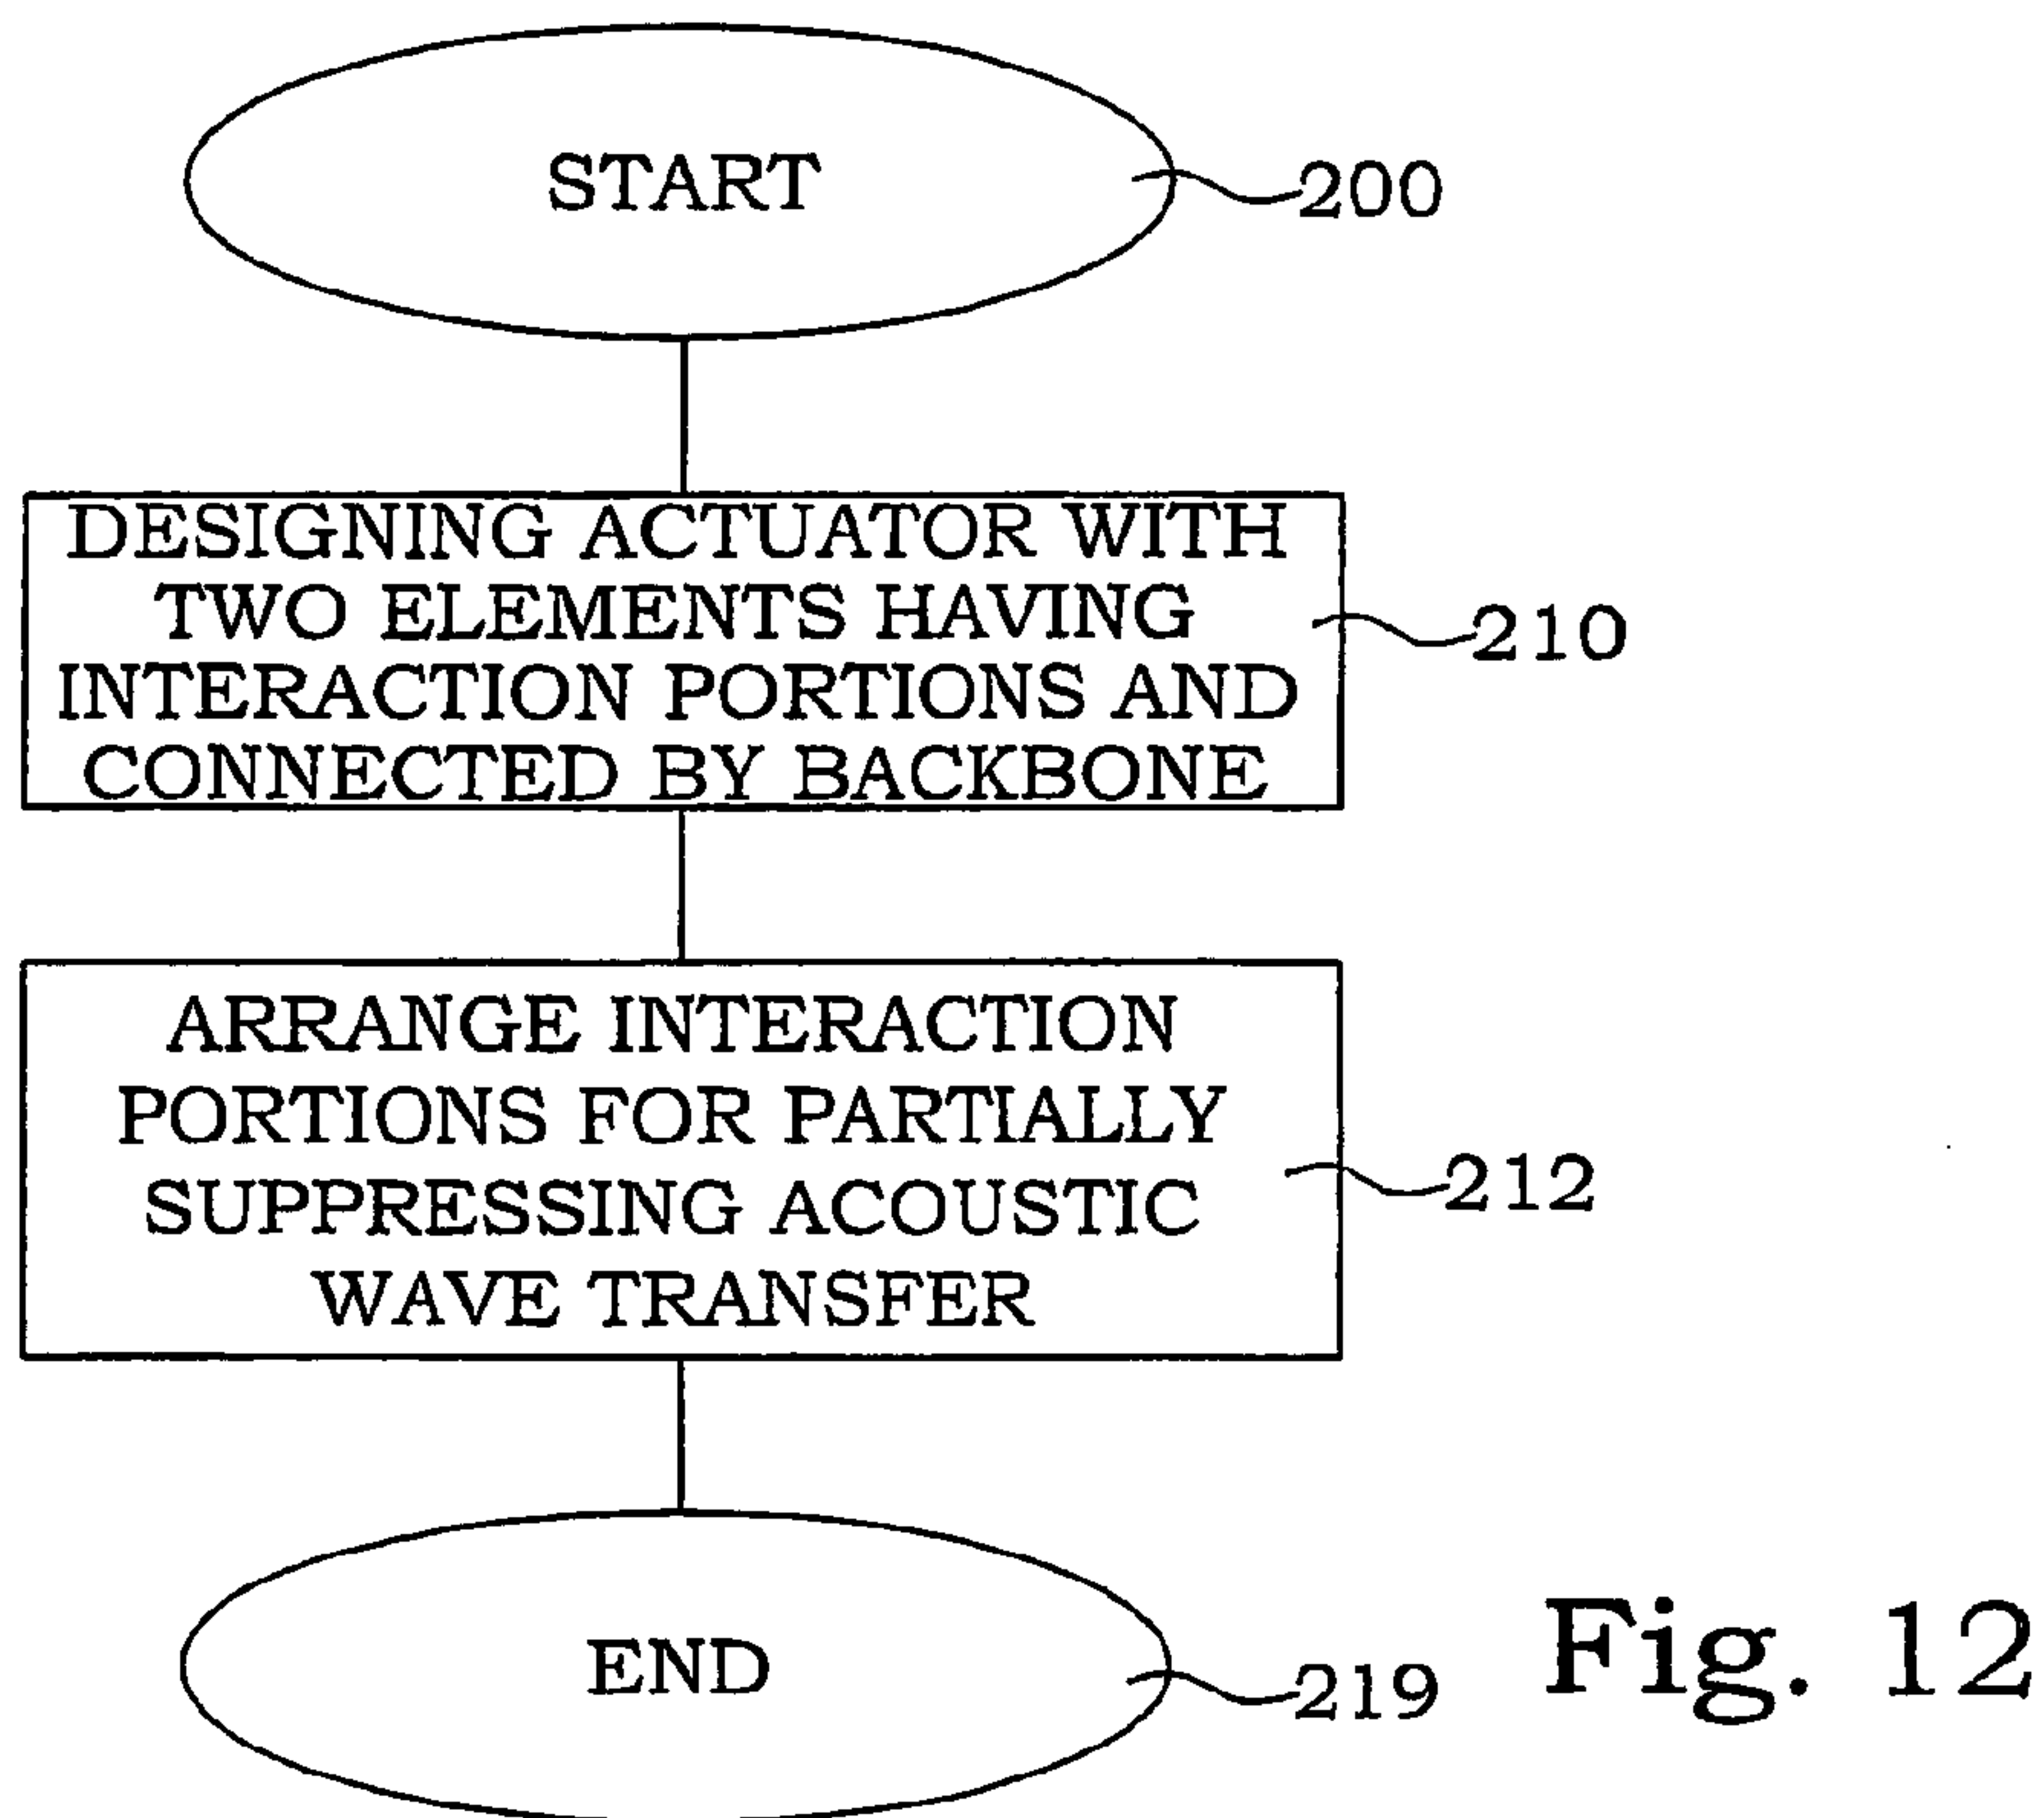 START
200
DESIGNING ACTUATOR WITH
TWO ELEMENTS HAVING
INTERACTION PORTIONS AND
CONNECTED BY BACKBONE
210
ARRANGE INTERACTION
PORTIONS FOR PARTIALLY
SUPPRESSING ACOUSTIC
WAVE TRANSFER
212
END
219
Fig. 12